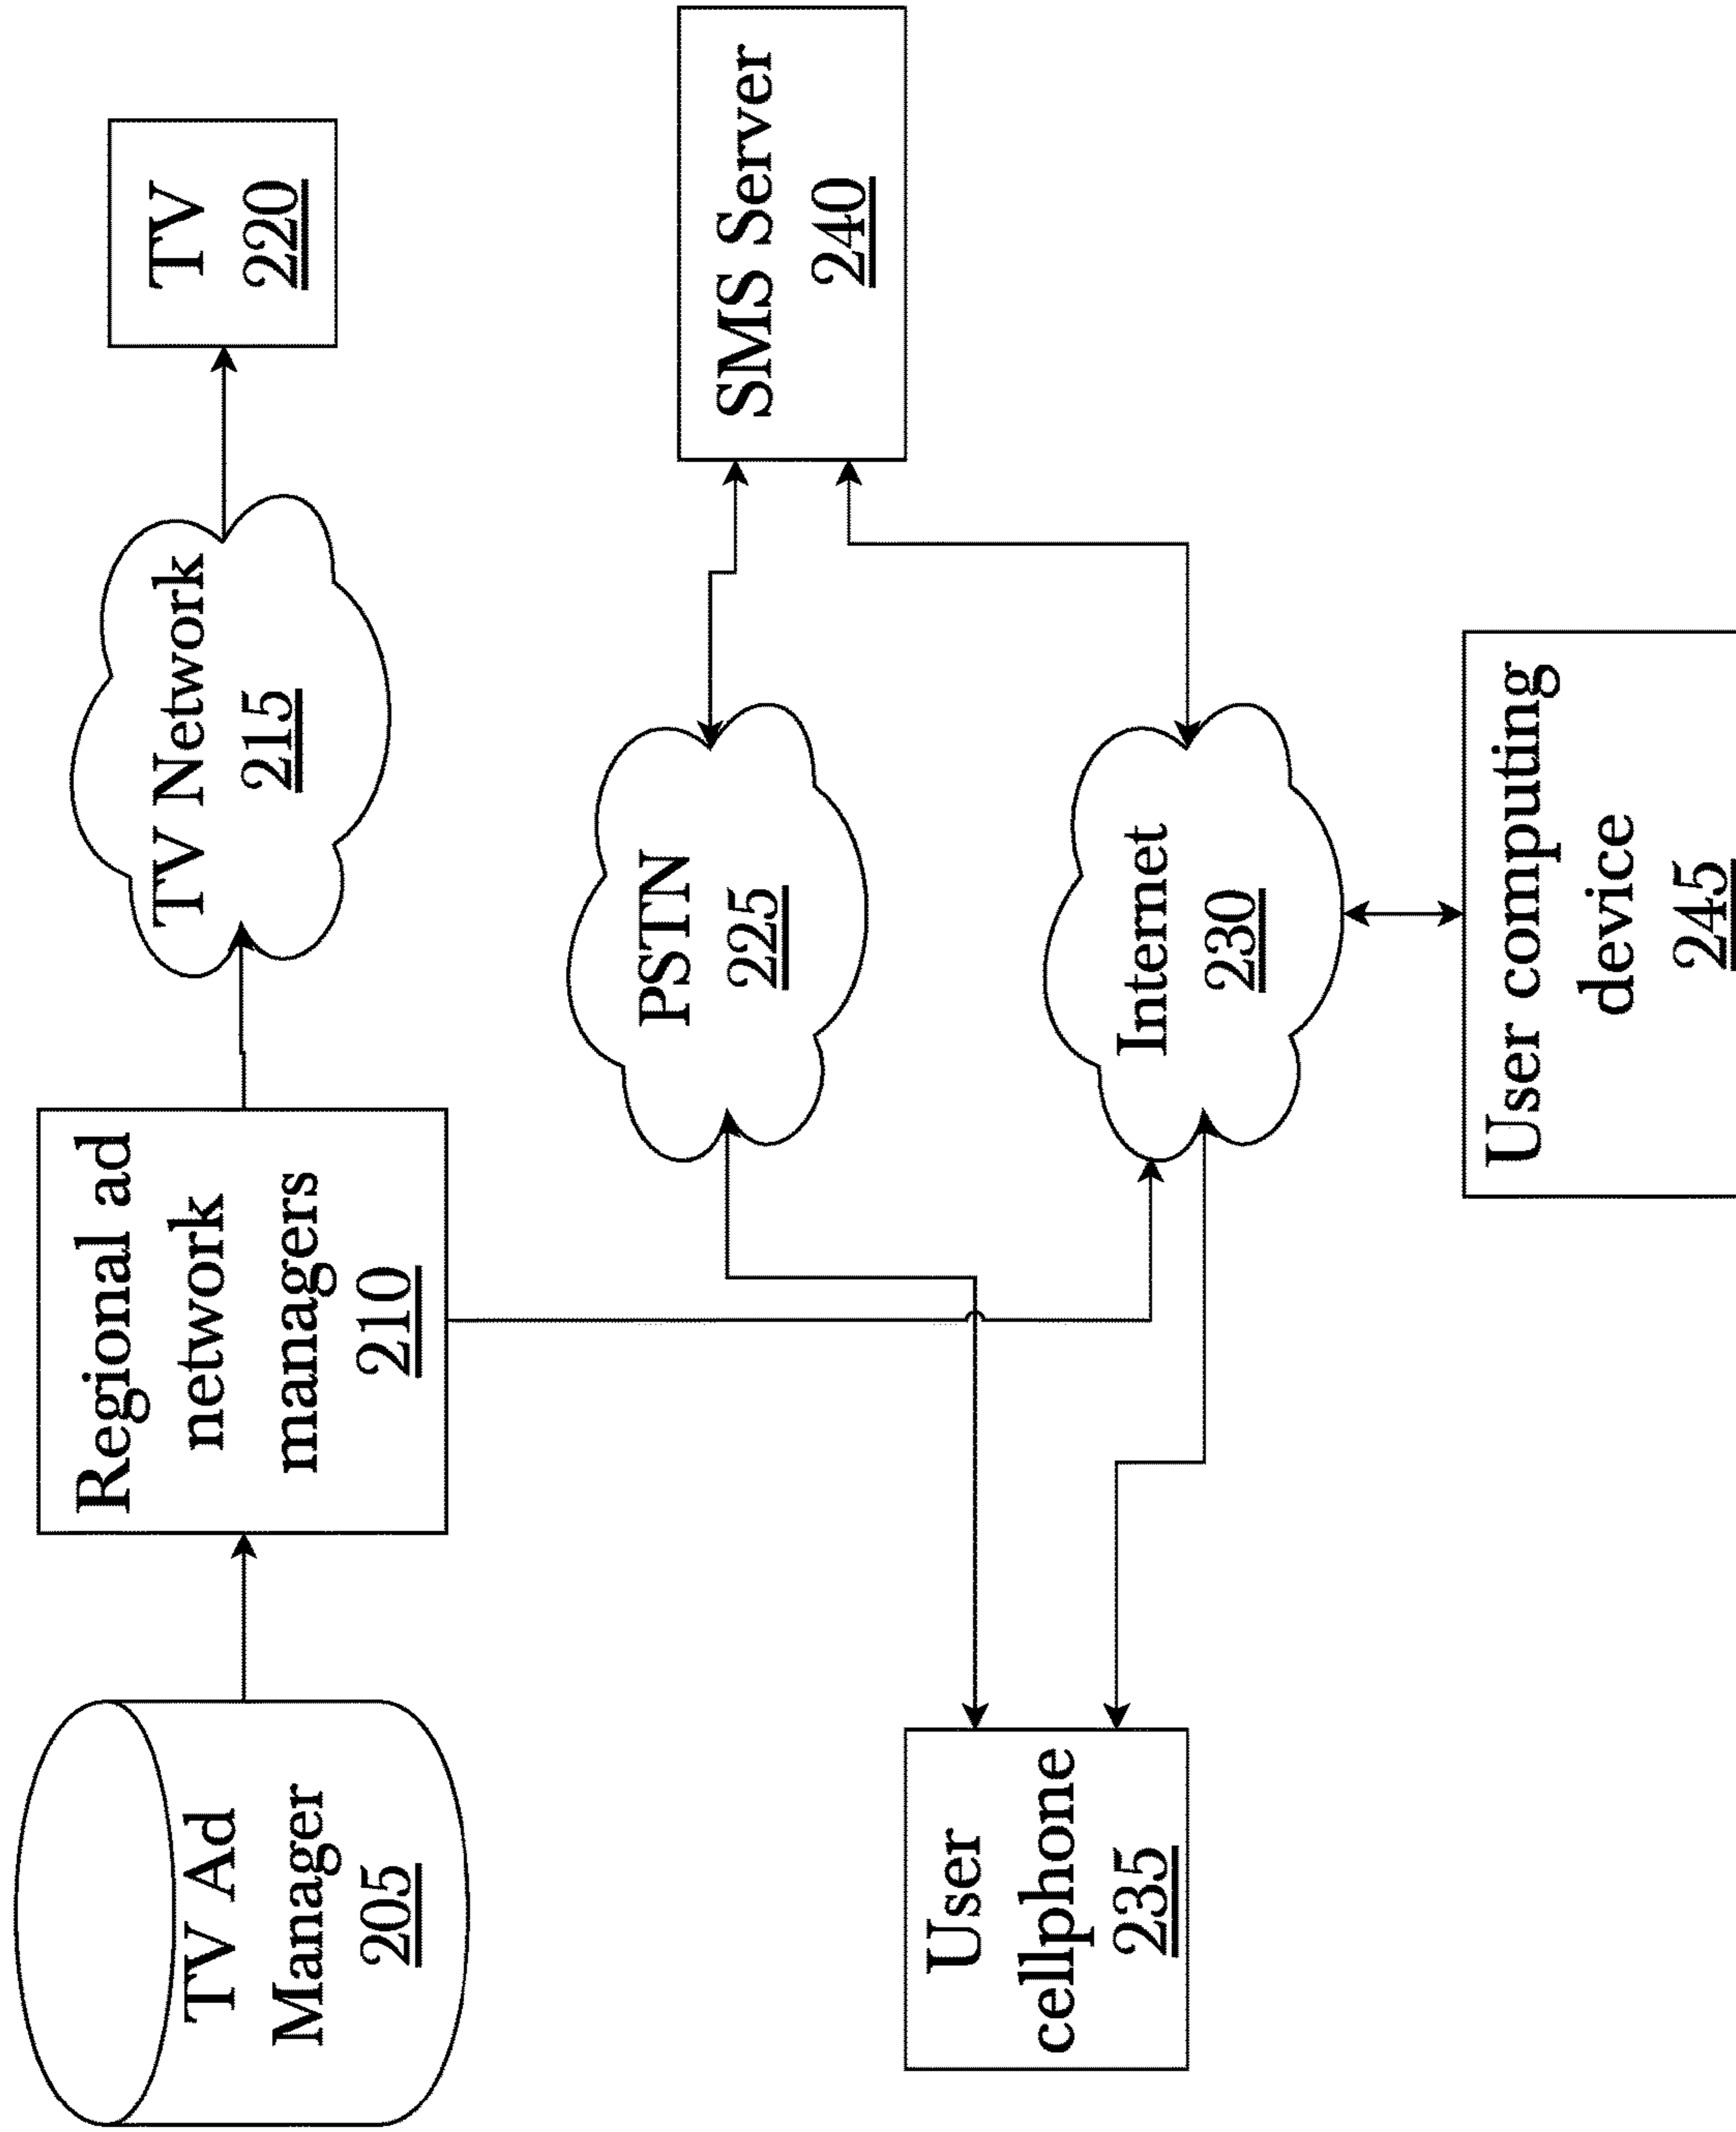 TV Ad
Manager
205
Regional ad
network
managers
210
TV Network
215
TV
220
PSTN
225
SMS Server
240
User
cellphone
235
Internet
230
User computing
device
245